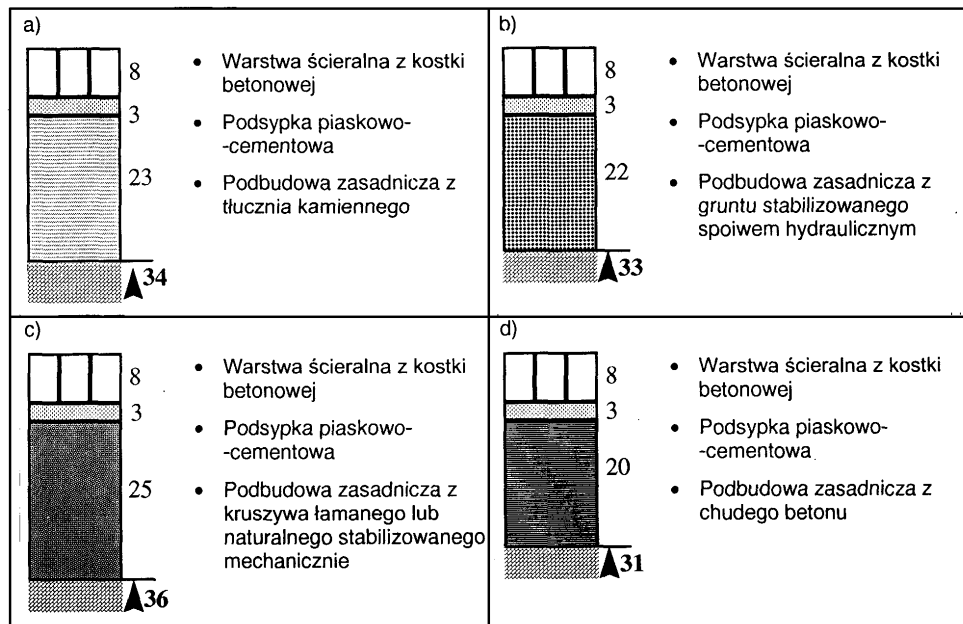 a)
8
3
23
34
• Warstwa ścieralna z kostki
betonowej
• Podsypka piaskowo-
-cementowa
• Podbudowa zasadnicza z
tłucznia kamiennego
b)
8
3
22
33
• Warstwa ścieralna z kostki
betonowej
• Podsypka piaskowo-
-cementowa
• Podbudowa zasadnicza z
gruntu stabilizowanego
spoiwem hydraulicznym
c)
8
3
25
36
• Warstwa ścieralna z kostki
betonowej
• Podsypka piaskowo-
-cementowa
• Podbudowa zasadnicza z
kruszywa łamanego lub
naturalnego stabilizowanego
mechanicznie
d)
8
3
20
31
• Warstwa ścieralna z kostki
betonowej
• Podsypka piaskowo-
-cementowa
• Podbudowa zasadnicza z
chudego betonu